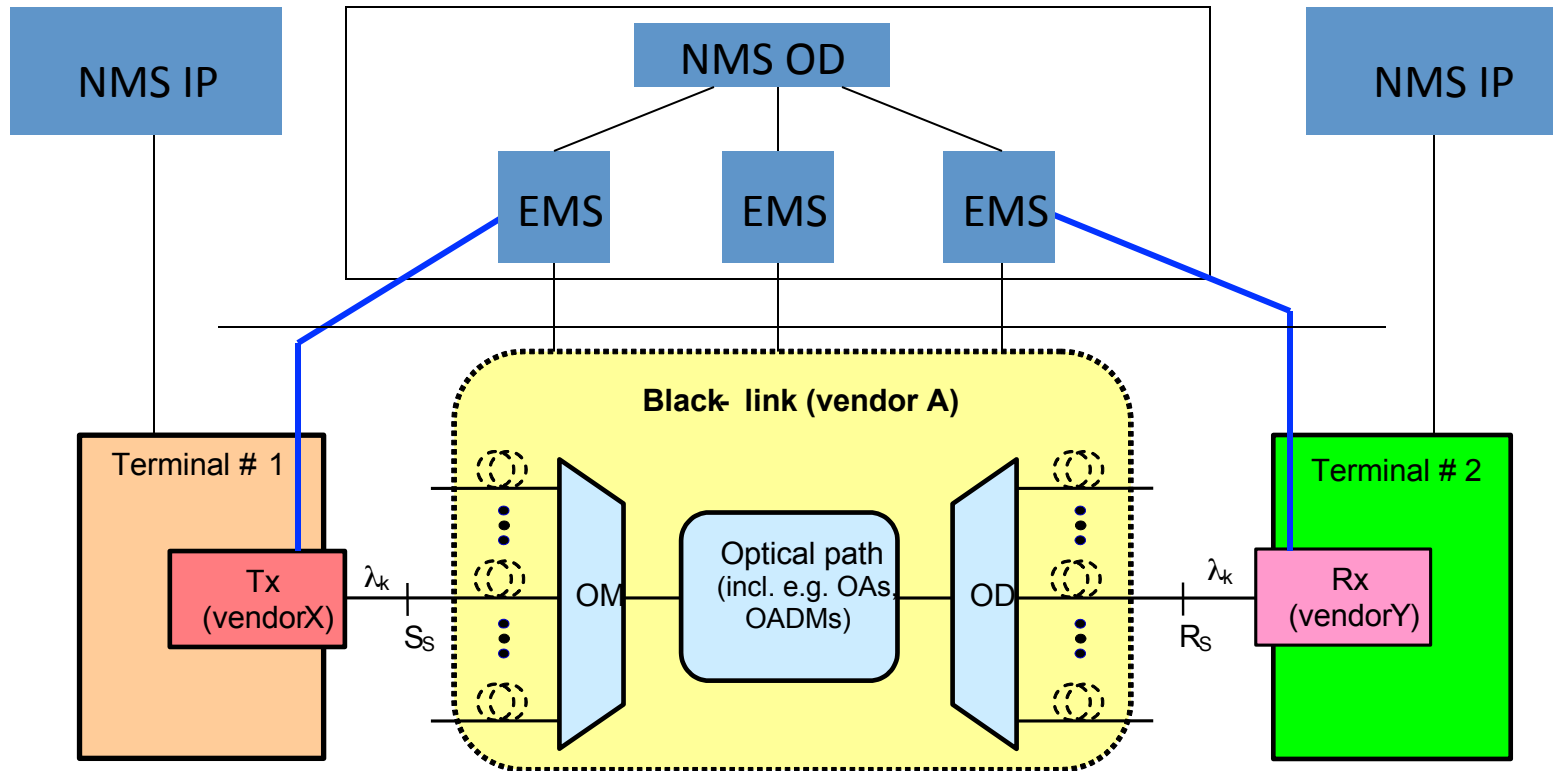 NMS IP
NMS OD
NMS IP
EMS
EMS
EMS
Black- link (vendor A)
Terminal # 1
Terminal # 2
Tx
(vendorX)
λk
SS
OM
Optical path
(incl. e.g. OAs,
OADMs)
OD
RS
λk
Rx
(vendorY)